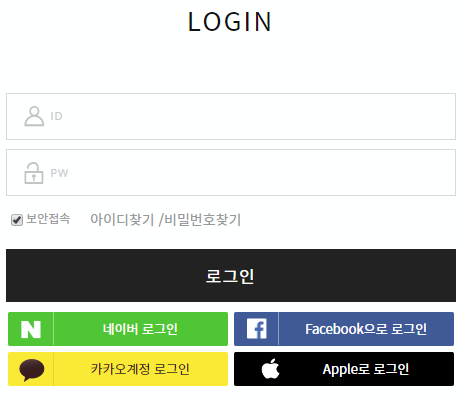 LOGIN
ID
PW
보안접속 아이디찾기 /비밀번호찾기
로그인
네이버 로그인 Facebook으로 로그인
카카오계정 로그인 Apple로 로그인